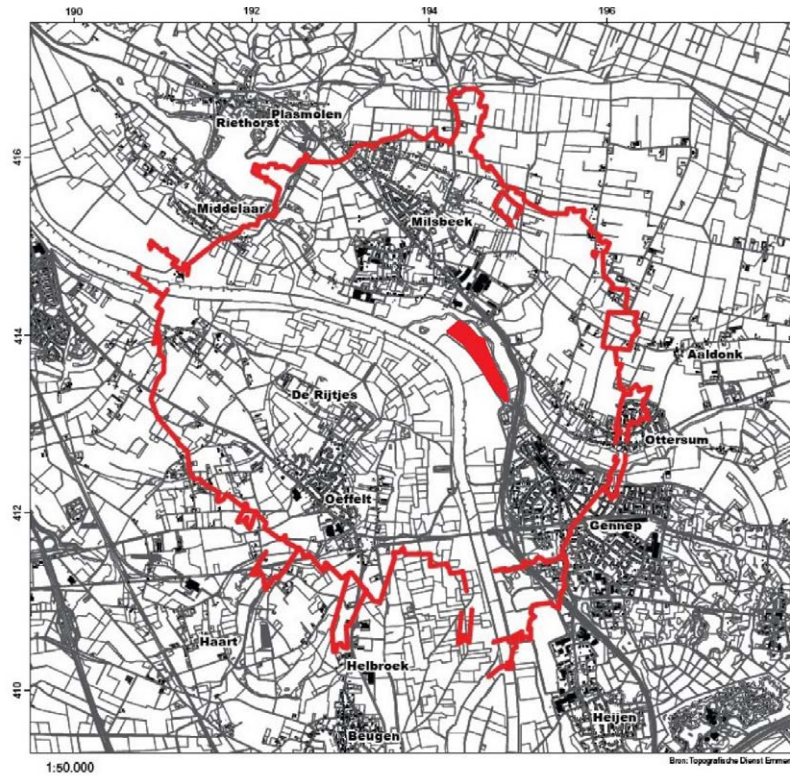 190 192 194 196
Plasmolen
Riethorst
416
Middelaar
Milsbeek
414
Aaldonk
De Rijtjes
Ottersum
Oeffelt
412
Gennep
Haart
Helbroek
410
Heijen
Beugen
Bron: Topografische Dienst Emmen
1:50.000